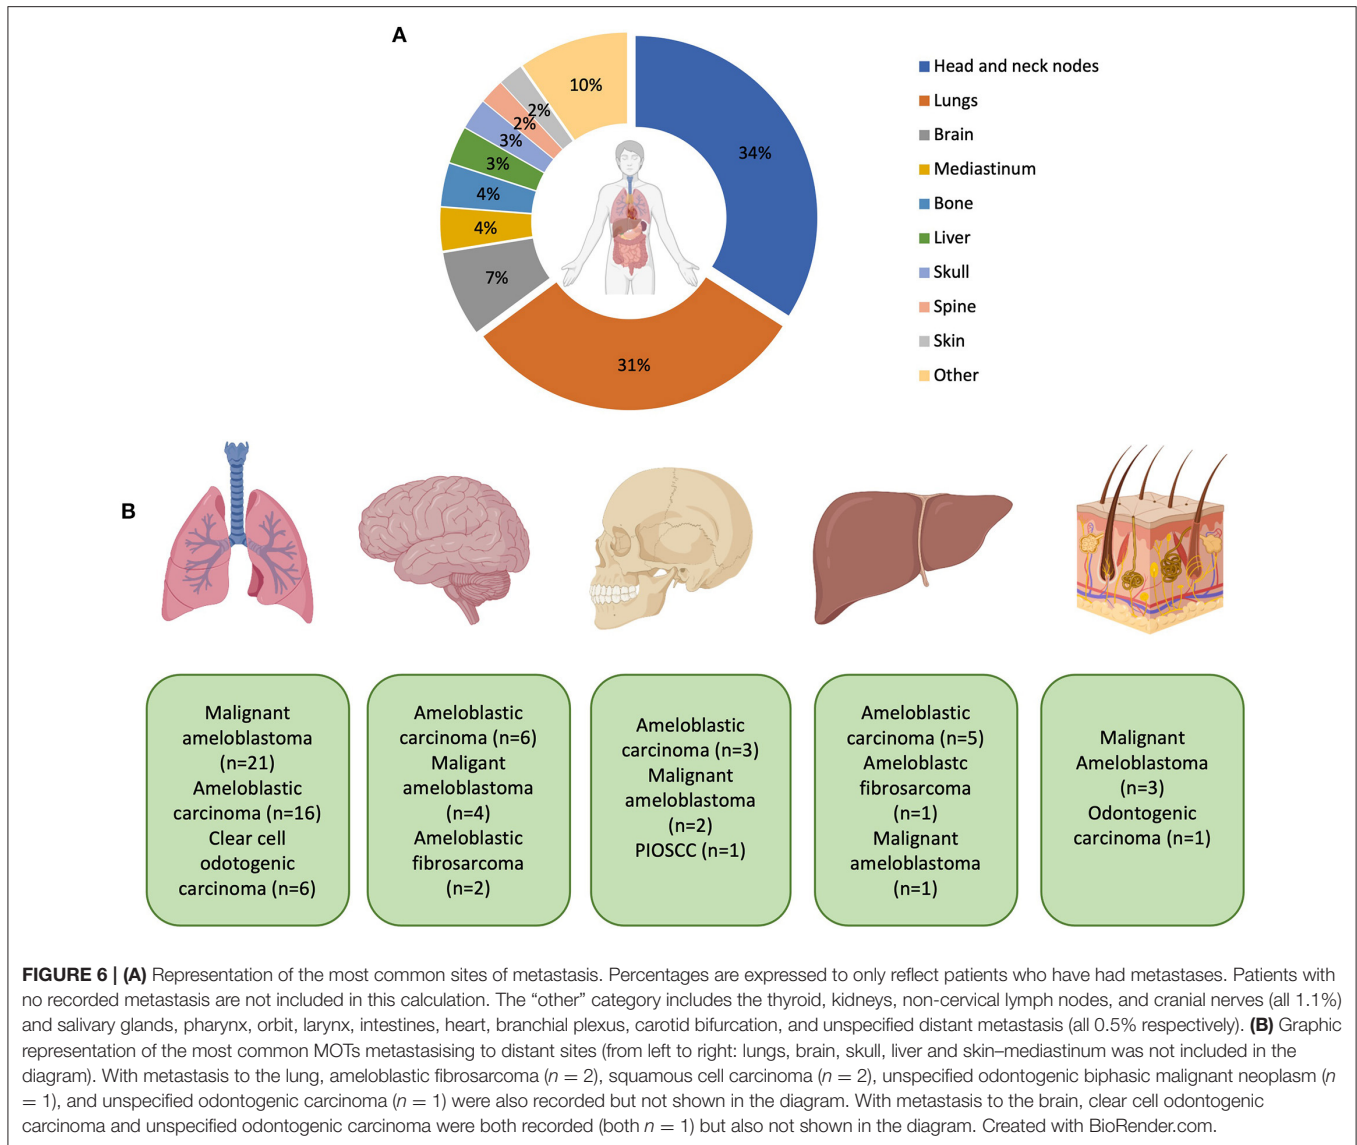 A
10%
2%
2%
3%
3%
4%
4%
7%
34%
31%
Head and neck nodes
Lungs
Brain
Mediastinum
Bone
Liver
Skull
Spine
Skin
Other
B
Malignant
ameloblastoma
(n=21)
Ameloblastic
carcinoma (n=16)
Clear cell
odotogenic
carcinoma (n=6)
Ameloblastic
carcinoma (n=6)
Maligant
ameloblastoma
(n=4)
Ameloblastic
fibrosarcoma
(n=2)
Ameloblastic
carcinoma (n=3)
Malignant
ameloblastoma
(n=2)
PIOSCC (n=1)
Ameloblastic
carcinoma (n=5)
Ameloblastc
fibrosarcoma
(n=1)
Malignant
ameloblastoma
(n=1)
Malignant
Ameloblastoma
(n=3)
Odontogenic
carcinoma (n=1)
FIGURE 6 | (A) Representation of the most common sites of metastasis. Percentages are expressed to only reflect patients who have had metastases. Patients with
no recorded metastasis are not included in this calculation. The “other” category includes the thyroid, kidneys, non-cervical lymph nodes, and cranial nerves (all 1.1%)
and salivary glands, pharynx, orbit, larynx, intestines, heart, branchial plexus, carotid bifurcation, and unspecified distant metastasis (all 0.5% respectively). (B) Graphic
representation of the most common MOTs metastasising to distant sites (from left to right: lungs, brain, skull, liver and skin–mediastinum was not included in the
diagram). With metastasis to the lung, ameloblastic fibrosarcoma (n = 2), squamous cell carcinoma (n = 2), unspecified odontogenic biphasic malignant neoplasm (n
= 1), and unspecified odontogenic carcinoma (n = 1) were also recorded but not shown in the diagram. With metastasis to the brain, clear cell odontogenic
carcinoma and unspecified odontogenic carcinoma were both recorded (both n = 1) but also not shown in the diagram. Created with BioRender.com.